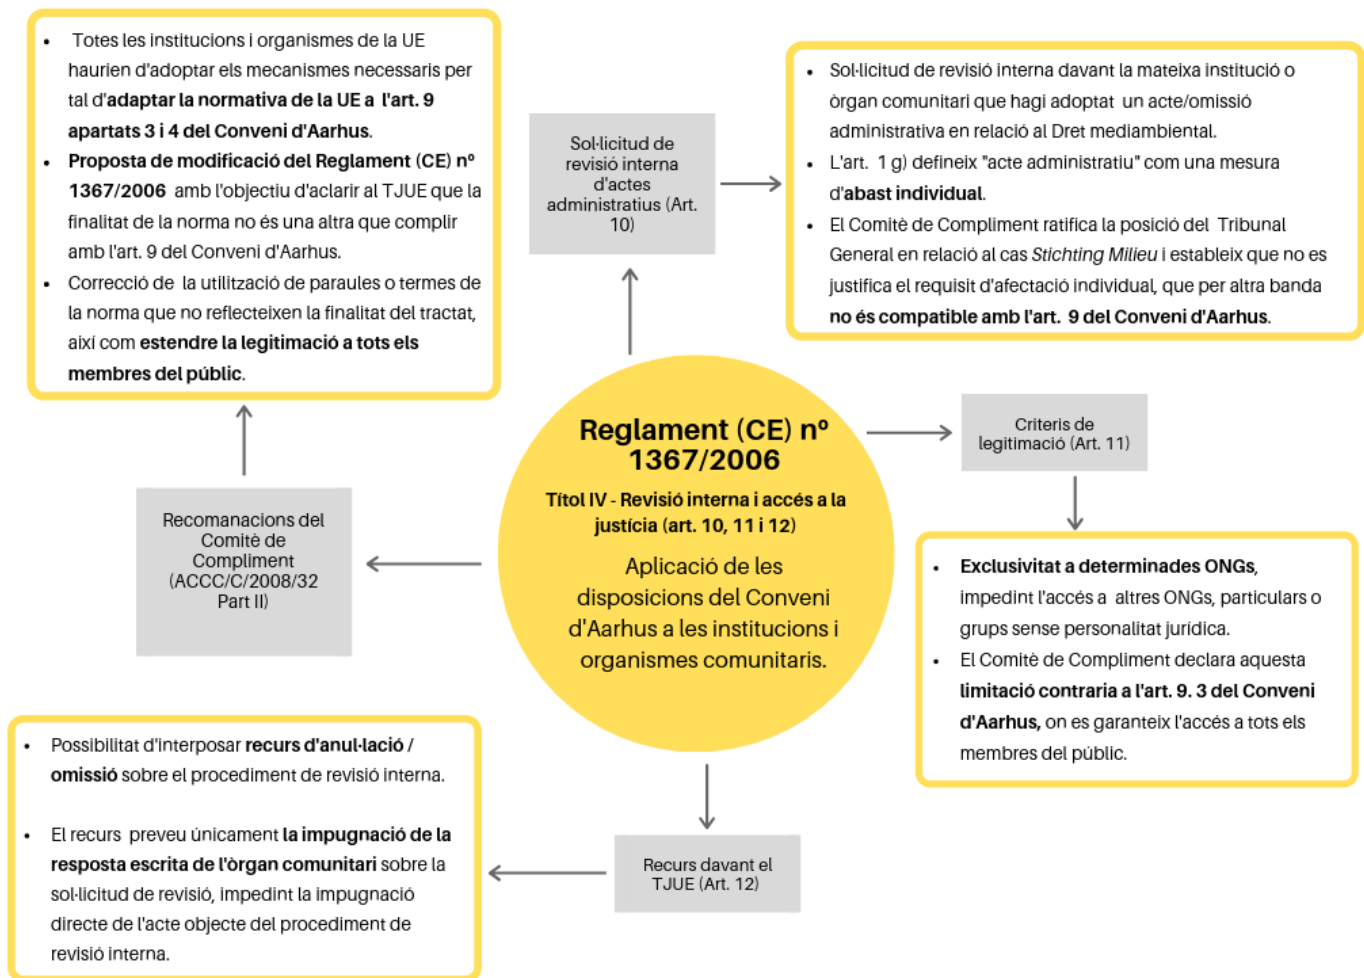 • Totes les institucions i organismes de la UE
haurien d'adoptar els mecanismes necessaris per
tal d'adaptar la normativa de la UE a l'art. 9
apartats 3 i 4 del Conveni d'Aarhus.
• Proposta de modificació del Reglament (CE) nº
1367/2006 amb l'objectiu d'aclarir al TJUE que la
finalitat de la norma no és una altra que complir
amb l'art. 9 del Conveni d'Aarhus.
• Correcció de la utilització de paraules o termes de
la norma que no reflecteixen la finalitat del tractat,
així com estendre la legitimació a tots els
membres del públic.
Sol·licitud de
revisió interna
d'actes
administratius (Art.
10)
• Sol·licitud de revisió interna davant la mateixa institució o
òrgan comunitari que hagi adoptat un acte/omissió
administrativa en relació al Dret mediambiental.
• L'art. 1 g) defineix "acte administratiu" com una mesura
d'abast individual.
• El Comitè de Compliment ratifica la posició del Tribunal
General en relació al cas Stichting Milieu i estableix que no es
justifica el requisit d'afectació individual, que per altra banda
no és compatible amb l'art. 9 del Conveni d'Aarhus.
Reglament (CE) nº
1367/2006
Títol IV - Revisió interna i accés a la
justícia (art. 10, 11 i 12)
Aplicació de les
disposicions del Conveni
d'Aarhus a les institucions i
organismes comunitaris.
Criteris de
legitimació (Art. 11)
• Exclusivitat a determinades ONGs,
impedint l'accés a altres ONGs, particulars o
grups sense personalitat jurídica.
• El Comitè de Compliment declara aquesta
limitació contraria a l'art. 9. 3 del Conveni
d'Aarhus, on es garanteix l'accés a tots els
membres del públic.
Recomanacions del
Comitè de
Compliment
(ACCC/C/2008/32
Part II)
Recurs davant el
TJUE (Art. 12)
• Possibilitat d'interposar recurs d'anul·lació /
omissió sobre el procediment de revisió interna.
• El recurs preveu únicament la impugnació de la
resposta escrita de l'òrgan comunitari sobre la
sol·licitud de revisió, impedint la impugnació
directe de l'acte objecte del procediment de
revisió interna.